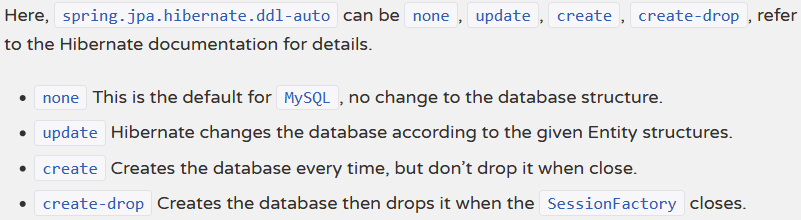 Here, spring.jpa.hibernate.ddl-auto can be none, update, create, create-drop, refer
to the Hibernate documentation for details.
• none This is the default for MySQL, no change to the database structure.
• update Hibernate changes the database according to the given Entity structures.
• create Creates the database every time, but don’t drop it when close.
• create-drop Creates the database then drops it when the SessionFactory closes.